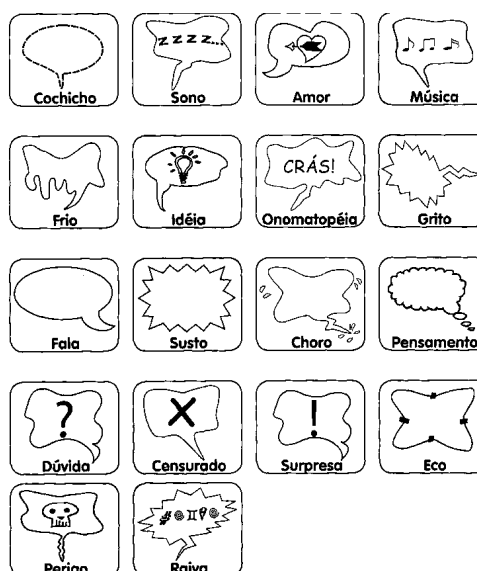 zzzz...
Cochicho
Sono
Amor
Música
CRÁS!
Frio
Idéia
Onomatopéia
Grito
Fala
Susto
Choro
Pensamento
?
X
!
Dúvida
Censurado
Surpresa
Eco
Perigo
Raiva